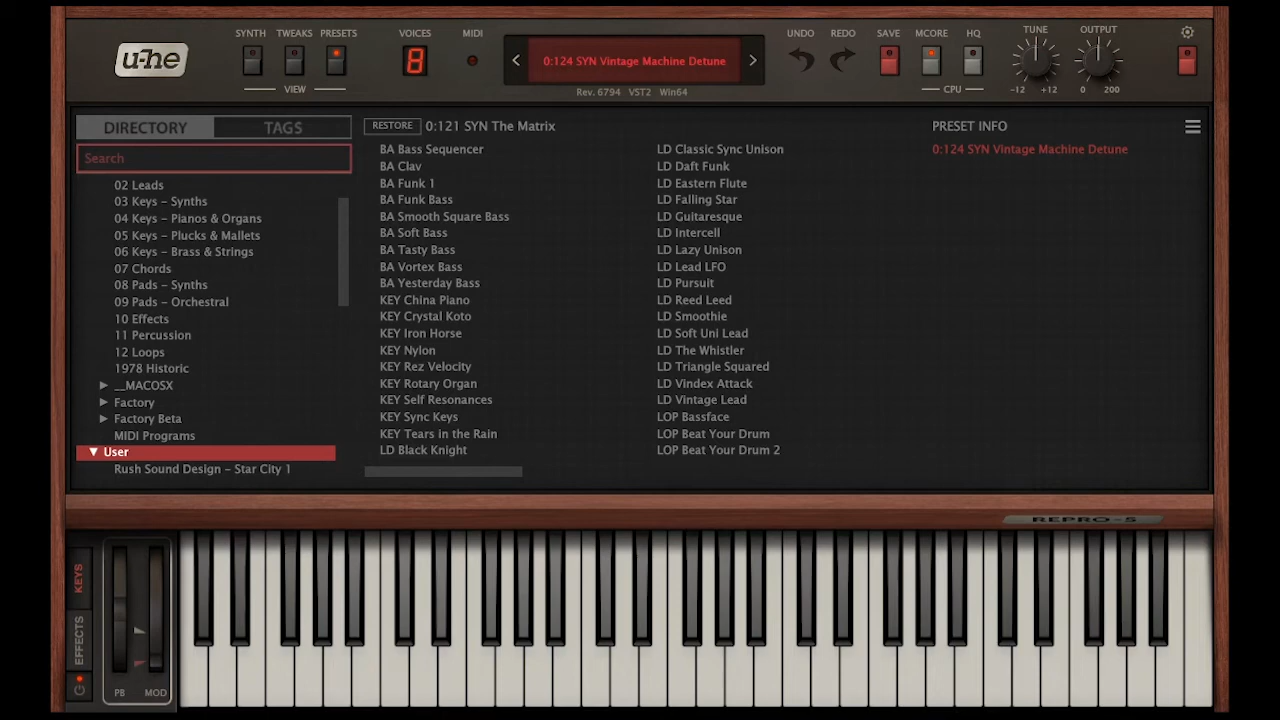 u-he
SYNTH TWEAKS PRESETS
VIEW
VOICES
8
MIDI
0:124 SYN Vintage Machine Detune
Rev. 6794 VST2 Win64
UNDO REDO SAVE MCORE HQ
CPU
TUNE
-12 +12
OUTPUT
0 200
DIRECTORY TAGS
Search
02 Leads
03 Keys – Synths
04 Keys – Pianos & Organs
05 Keys – Plucks & Mallets
06 Keys – Brass & Strings
07 Chords
08 Pads – Synths
09 Pads – Orchestral
10 Effects
11 Percussion
12 Loops
1978 Historic
__MACOSX
Factory
Factory Beta
MIDI Programs
User
Rush Sound Design – Star City 1
RESTORE 0:121 SYN The Matrix
BA Bass Sequencer
BA Clav
BA Funk 1
BA Funk Bass
BA Smooth Square Bass
BA Soft Bass
BA Tasty Bass
BA Vortex Bass
BA Yesterday Bass
KEY China Piano
KEY Crystal Koto
KEY Iron Horse
KEY Nylon
KEY Rez Velocity
KEY Rotary Organ
KEY Self Resonances
KEY Sync Keys
KEY Tears in the Rain
LD Black Knight
LD Classic Sync Unison
LD Daft Funk
LD Eastern Flute
LD Falling Star
LD Guitaresque
LD Intercell
LD Lazy Unison
LD Lead LFO
LD Pursuit
LD Reed Leed
LD Smoothie
LD Soft Uni Lead
LD The Whistler
LD Triangle Squared
LD Vindex Attack
LD Vintage Lead
LOP Bassface
LOP Beat Your Drum
LOP Beat Your Drum 2
PRESET INFO
0:124 SYN Vintage Machine Detune
REPRO-5
KEYS
EFFECTS
PB MOD